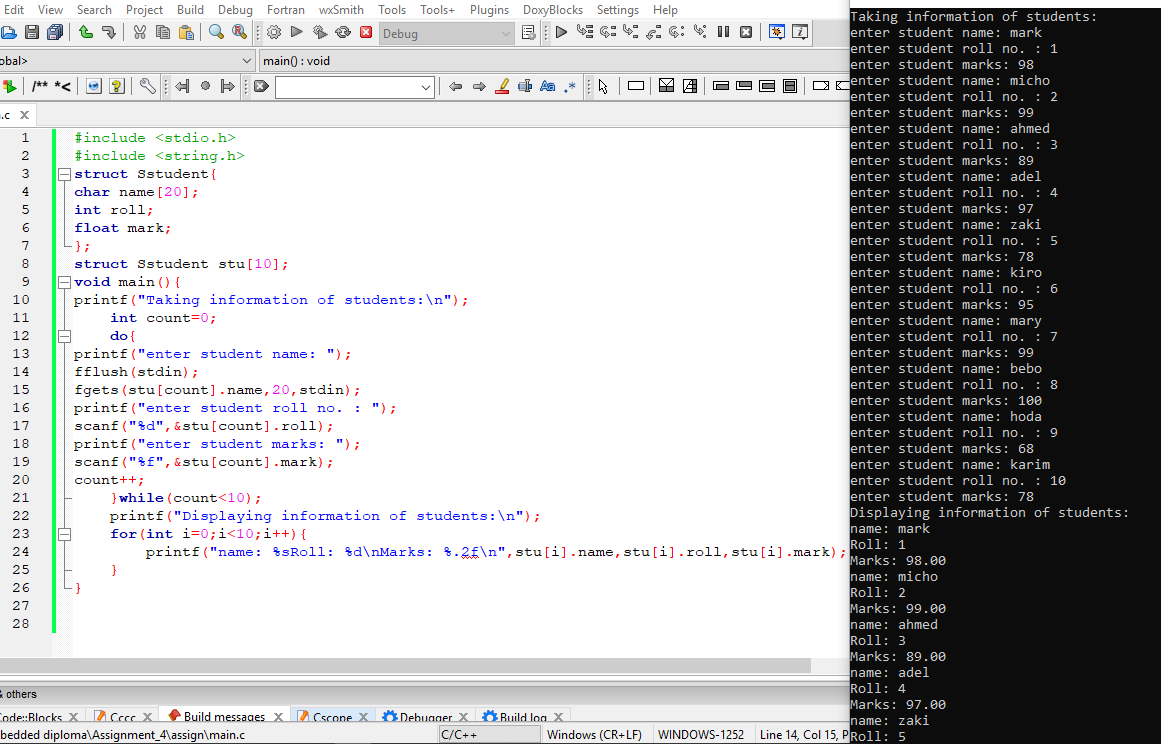 Edit View Search Project Build Debug Fortran wxSmith Tools Tools+ Plugins DoxyBlocks Settings Help
Debug
obal> main() : void
/** *<
Aa .*
.c
1 #include <stdio.h>
2 #include <string.h>
3 struct Sstudent{
4 char name[20];
5 int roll;
6 float mark;
7 };
8 struct Sstudent stu[10];
9 void main(){
10 printf("Taking information of students:\n");
11 int count=0;
12 do{
13 printf("enter student name: ");
14 fflush(stdin);
15 fgets(stu[count].name,20,stdin);
16 printf("enter student roll no. : ");
17 scanf("%d",&stu[count].roll);
18 printf("enter student marks: ");
19 scanf("%f",&stu[count].mark);
20 count++;
21 }while(count<10);
22 printf("Displaying information of students:\n");
23 for(int i=0;i<10;i++){
24 printf("name: %sRoll: %d\nMarks: %.2f\n",stu[i].name,stu[i].roll,stu[i].mark);
25 }
26 }
27
28
& others
Code::Blocks Cccc Build messages Cscope Debugger Build log
bedded diploma\Assignment_4\assign\main.c C/C++ Windows (CR+LF) WINDOWS-1252 Line 14, Col 15, P
Taking information of students:
enter student name: mark
enter student roll no. : 1
enter student marks: 98
enter student name: micho
enter student roll no. : 2
enter student marks: 99
enter student name: ahmed
enter student roll no. : 3
enter student marks: 89
enter student name: adel
enter student roll no. : 4
enter student marks: 97
enter student name: zaki
enter student roll no. : 5
enter student marks: 78
enter student name: kiro
enter student roll no. : 6
enter student marks: 95
enter student name: mary
enter student roll no. : 7
enter student marks: 99
enter student name: bebo
enter student roll no. : 8
enter student marks: 100
enter student name: hoda
enter student roll no. : 9
enter student marks: 68
enter student name: karim
enter student roll no. : 10
enter student marks: 78
Displaying information of students:
name: mark
Roll: 1
Marks: 98.00
name: micho
Roll: 2
Marks: 99.00
name: ahmed
Roll: 3
Marks: 89.00
name: adel
Roll: 4
Marks: 97.00
name: zaki
Roll: 5